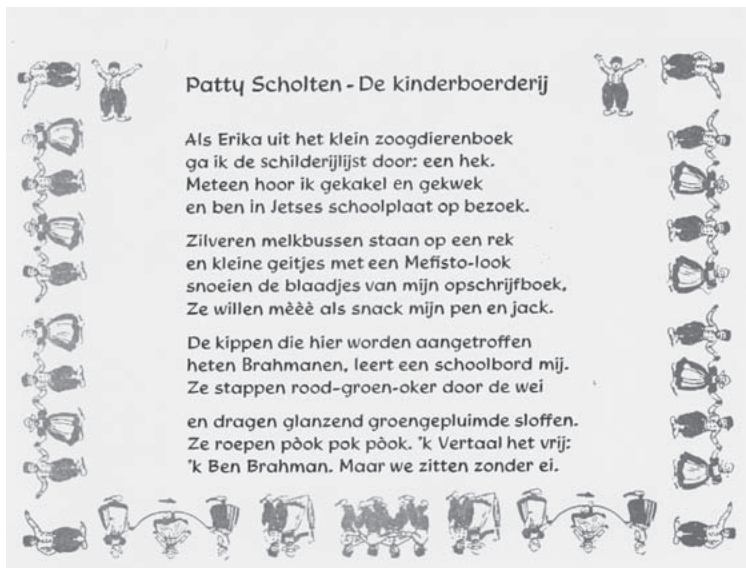 Patty Scholten - De kinderboerderij
Als Erika uit het klein zoogdierenboek
ga ik de schilderijlijst door: een hek.
Meteen hoor ik gekakel en gekwek
en ben in Jetses schoolplaat op bezoek.
Zilveren melkbussen staan op een rek
en kleine geitjes met een Mefisto-look
snoeien de blaadjes van mijn opschrijfboek,
Ze willen mèèè als snack mijn pen en jack.
De kippen die hier worden aangetroffen
heten Brahmanen, leert een schoolbord mij.
Ze stappen rood-groen-oker door de wei
en dragen glanzend groengepluimde sloffen.
Ze roepen pòok pok pòok. 'k Vertaal het vrij:
'k Ben Brahman. Maar we zitten zonder ei.